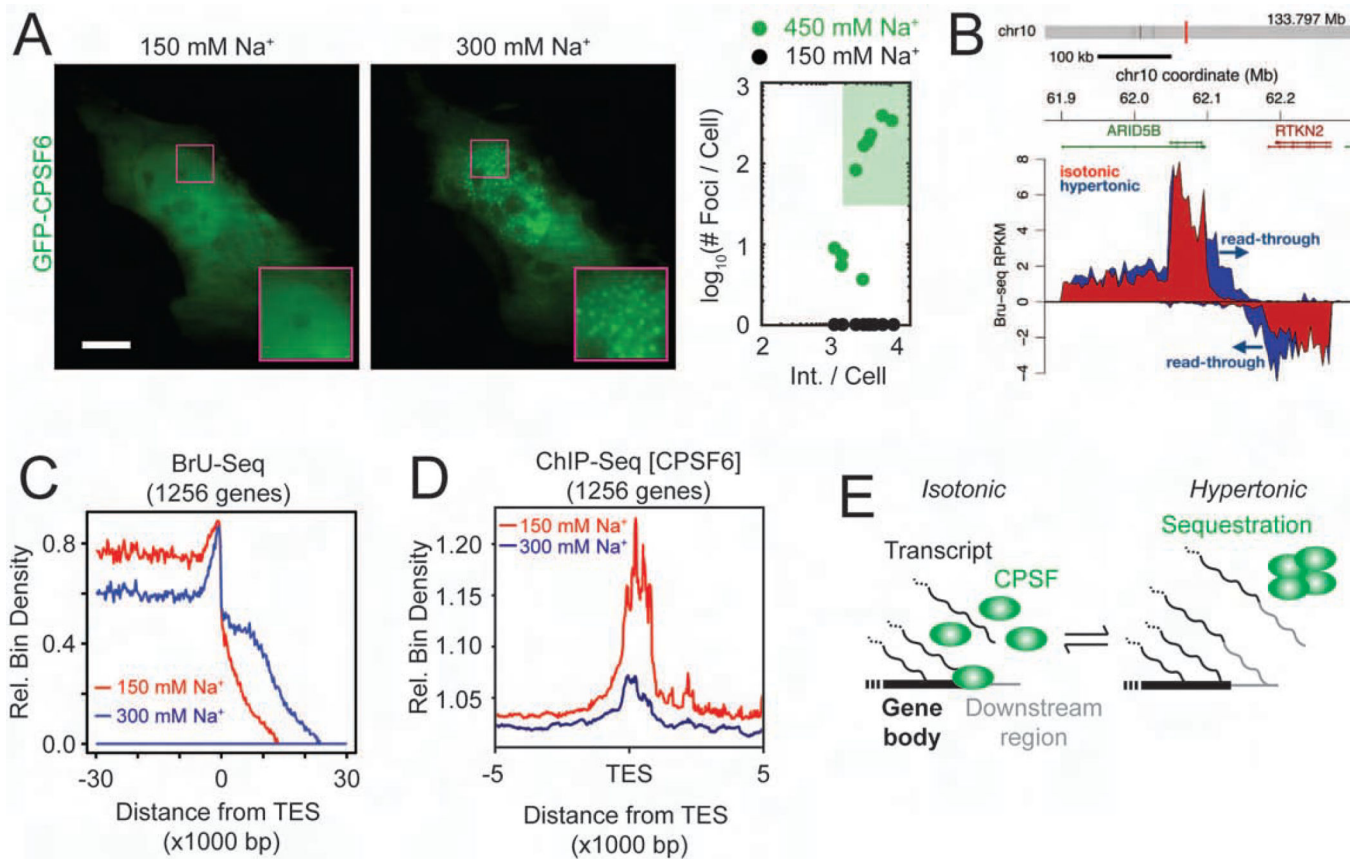 A
150 mM Na⁺
300 mM Na⁺
GFP-CPSF6
450 mM Na⁺
150 mM Na⁺
log₁₀(# Foci / Cell)
3
2
1
0
2
3
4
Int. / Cell
B
133.797 Mb
chr10
100 kb
chr10 coordinate (Mb)
61.9
62.0
62.1
62.2
ARID5B
RTKN2
isotonic
hypertonic
read-through
read-through
Bru-seq RPKM
8
6
4
2
0
-2
-4
C
BrU-Seq
(1256 genes)
Rel. Bin Density
0.8
0.4
0.0
150 mM Na⁺
300 mM Na⁺
-30
0
30
Distance from TES
(x1000 bp)
D
ChIP-Seq [CPSF6]
(1256 genes)
150 mM Na⁺
300 mM Na⁺
Rel. Bin Density
1.20
1.15
1.10
1.05
-5
TES
5
Distance from TES
(x1000 bp)
E
Isotonic
Hypertonic
Transcript
CPSF
Sequestration
Gene
body
Downstream
region